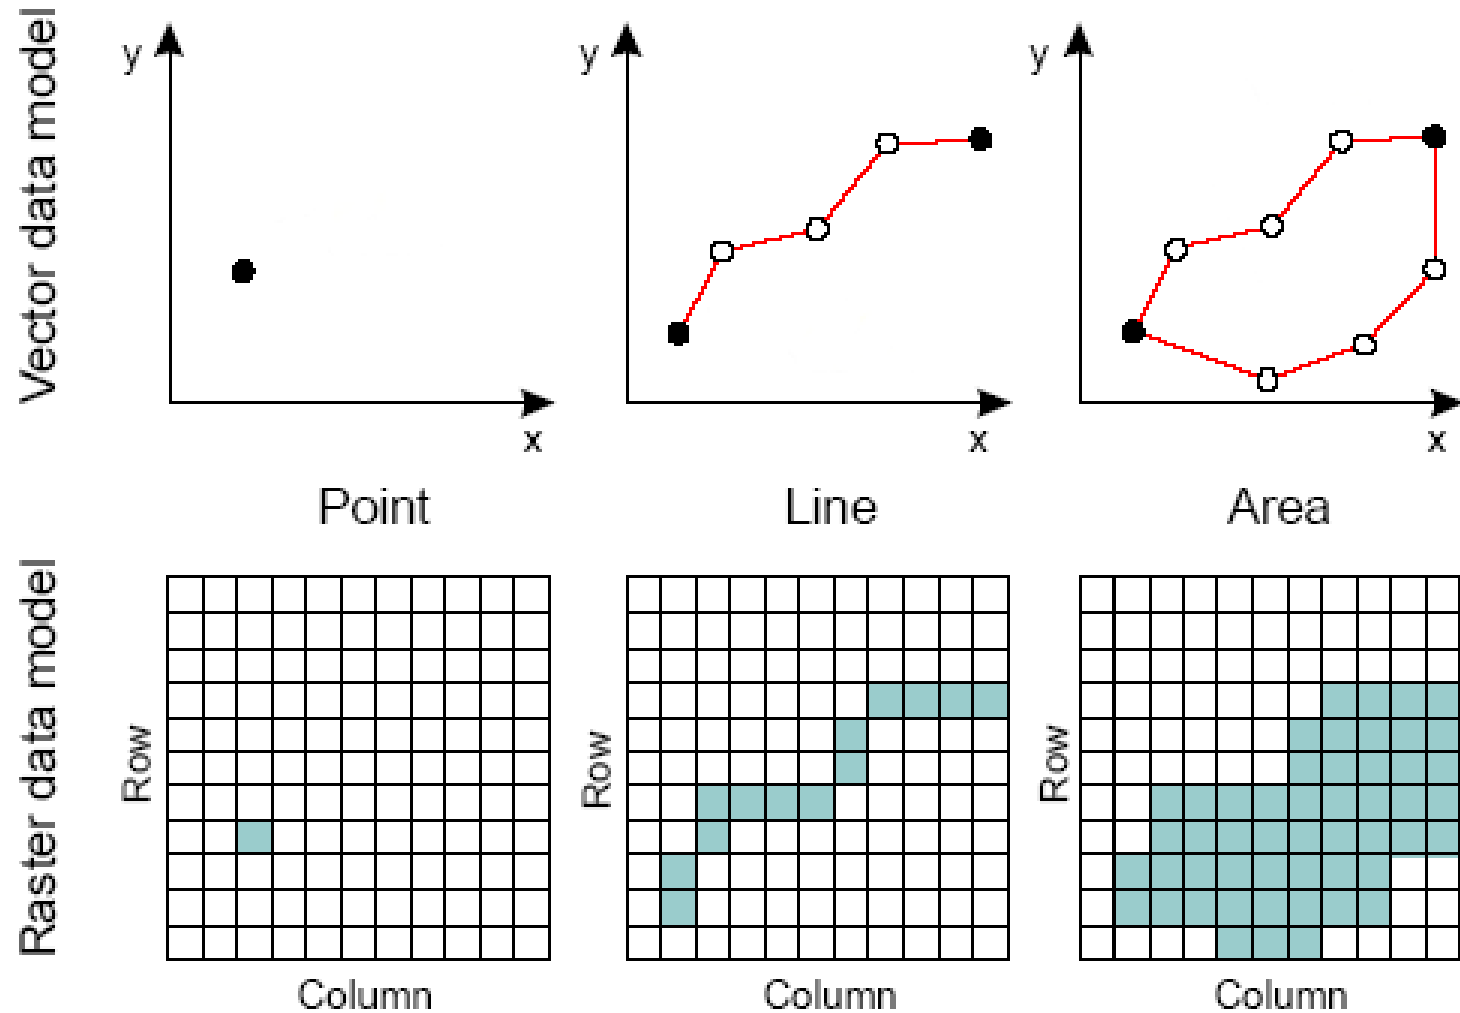 Vector data model
y
x
y
x
y
x
Point
Line
Area
Raster data model
Row
Column
Row
Column
Row
Column